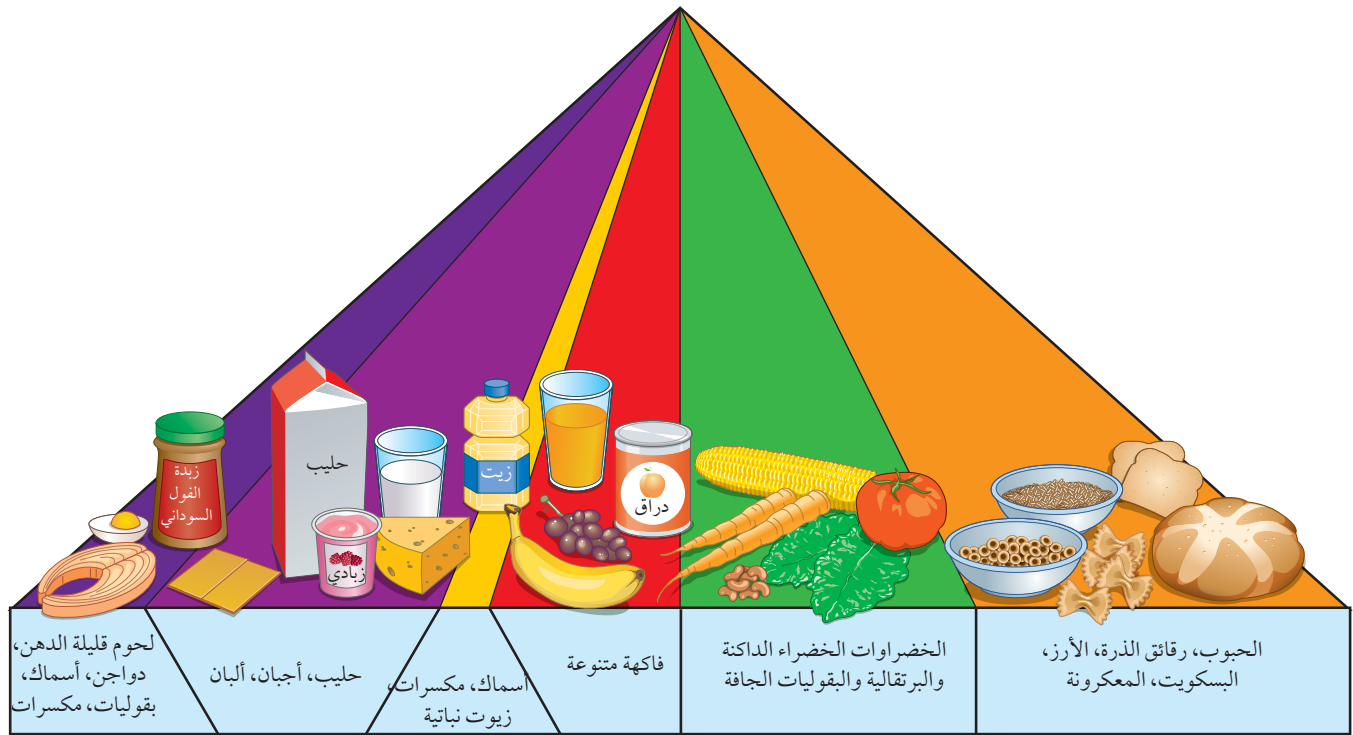 زبدة
الفول
السوداني
حليب
زبادي
زيت
دراق
الحبوب، رقائق الذرة، الأرز،
البسكويت، المعكرونة
الخضراوات الخضراء الداكنة
والبرتقالية والبقوليات الجافة
فاكهة متنوعة
أسماك، مكسرات،
زيوت نباتية
حليب، أجبان، ألبان
لحوم قليلة الدهن،
دواجن، أسماك،
بقوليات، مكسرات